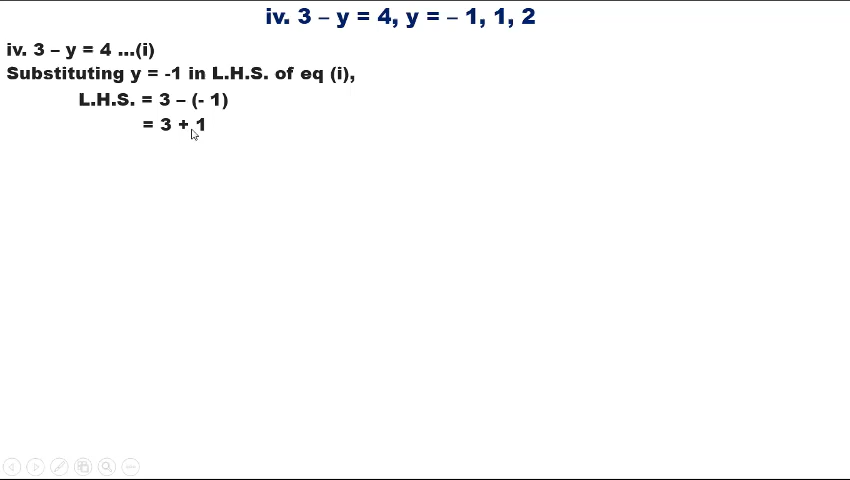 iv. 3 – y = 4, y = – 1, 1, 2
iv. 3 – y = 4 ...(i)
Substituting y = -1 in L.H.S. of eq (i),
L.H.S. = 3 – (- 1)
= 3 + 1